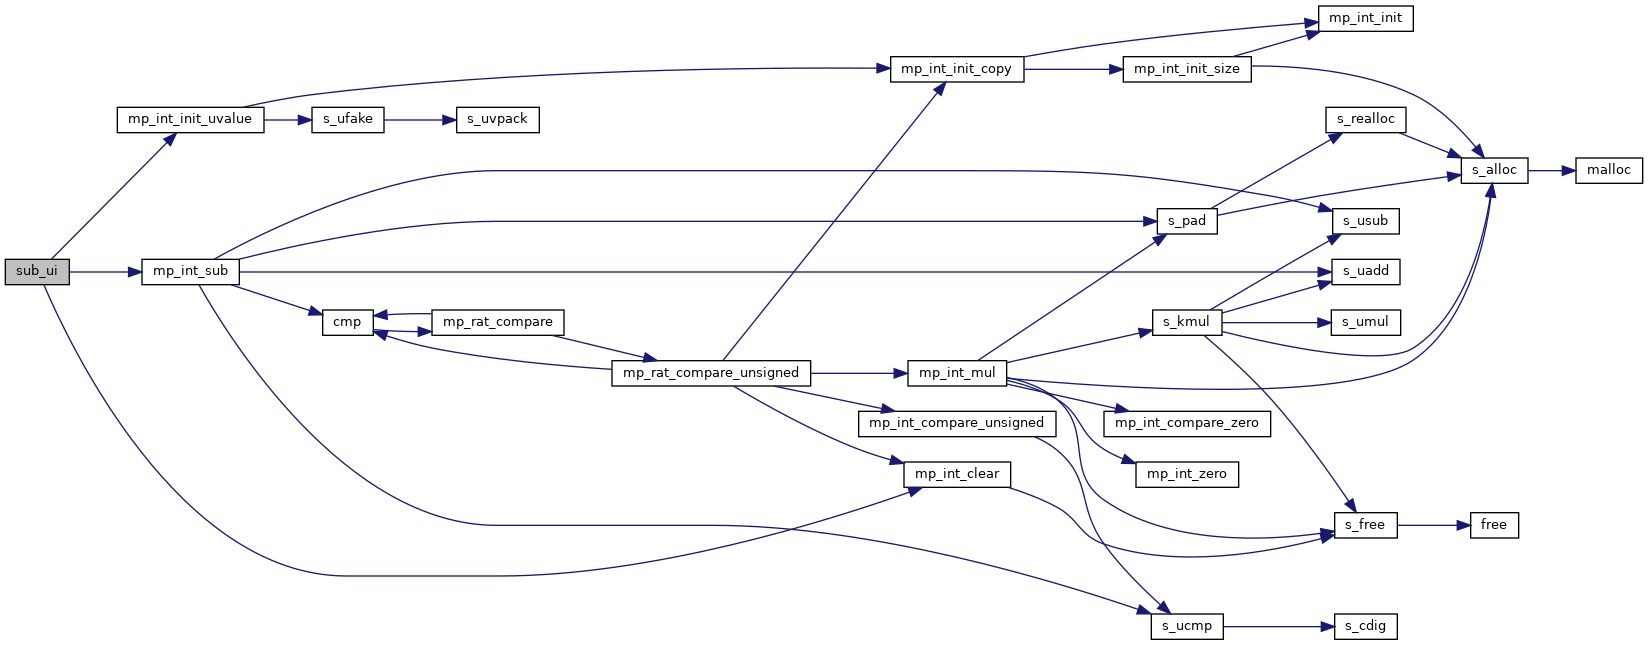 mp_int_init
mp_int_init_copy
mp_int_init_size
mp_int_init_uvalue
s_ufake
s_uvpack
s_realloc
s_alloc
malloc
s_pad
s_usub
sub_ui
mp_int_sub
s_uadd
cmp
mp_rat_compare
s_kmul
s_umul
mp_rat_compare_unsigned
mp_int_mul
mp_int_compare_unsigned
mp_int_compare_zero
mp_int_clear
mp_int_zero
s_free
free
s_ucmp
s_cdig